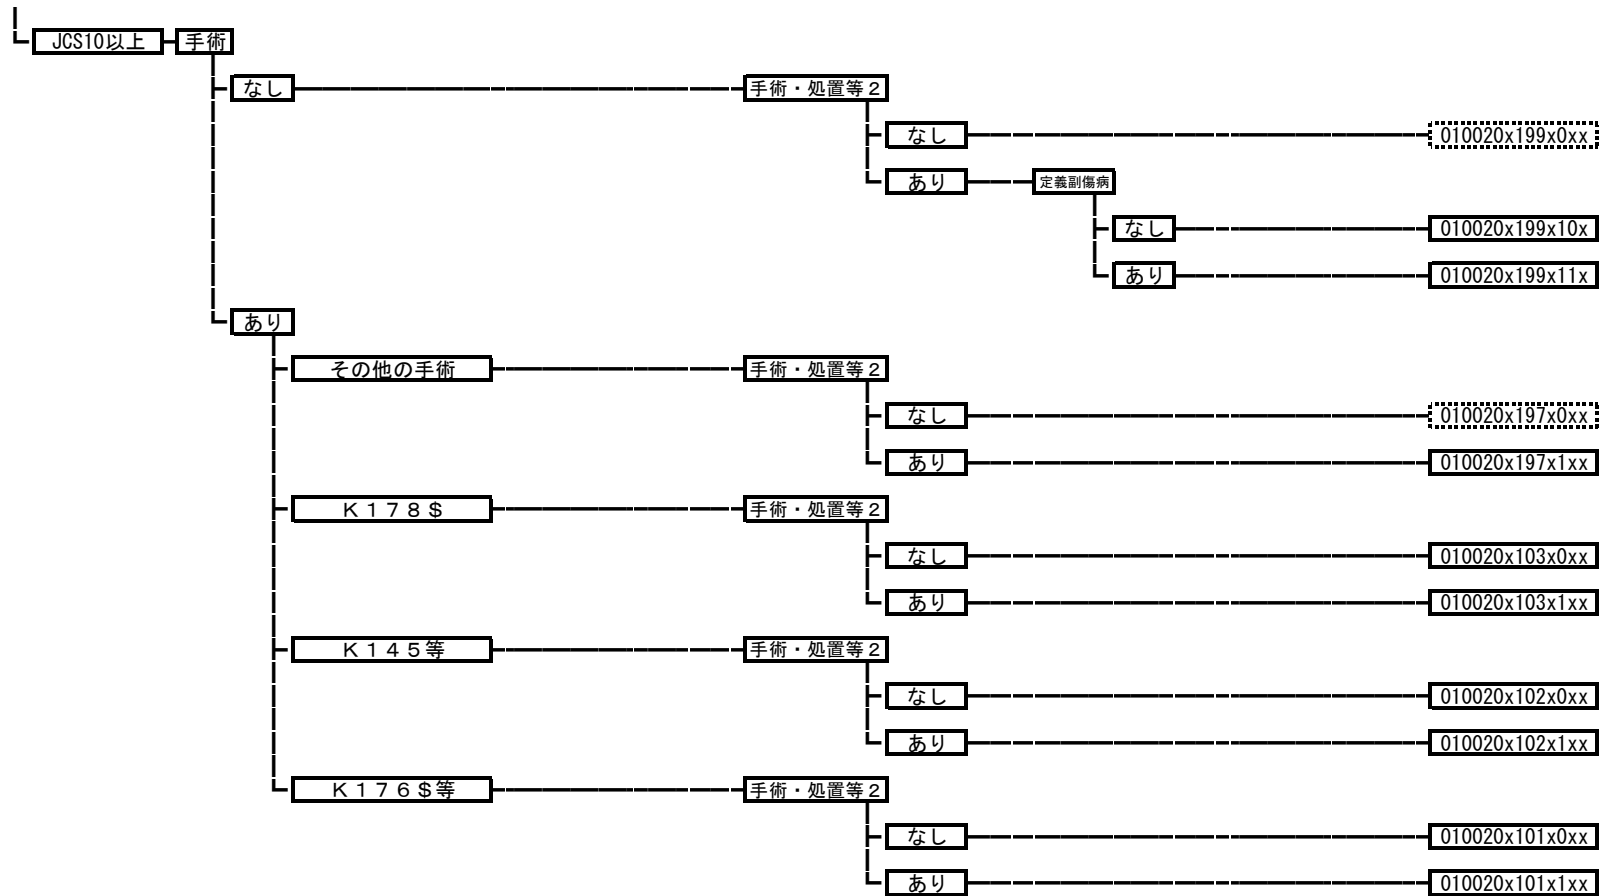 JCS10以上 手術
なし 手術・処置等２
なし 010020x199x0xx
あり 定義副傷病
なし 010020x199x10x
あり 010020x199x11x
あり
その他の手術 手術・処置等２
なし 010020x197x0xx
あり 010020x197x1xx
Ｋ１７８＄ 手術・処置等２
なし 010020x103x0xx
あり 010020x103x1xx
Ｋ１４５等 手術・処置等２
なし 010020x102x0xx
あり 010020x102x1xx
Ｋ１７６＄等 手術・処置等２
なし 010020x101x0xx
あり 010020x101x1xx